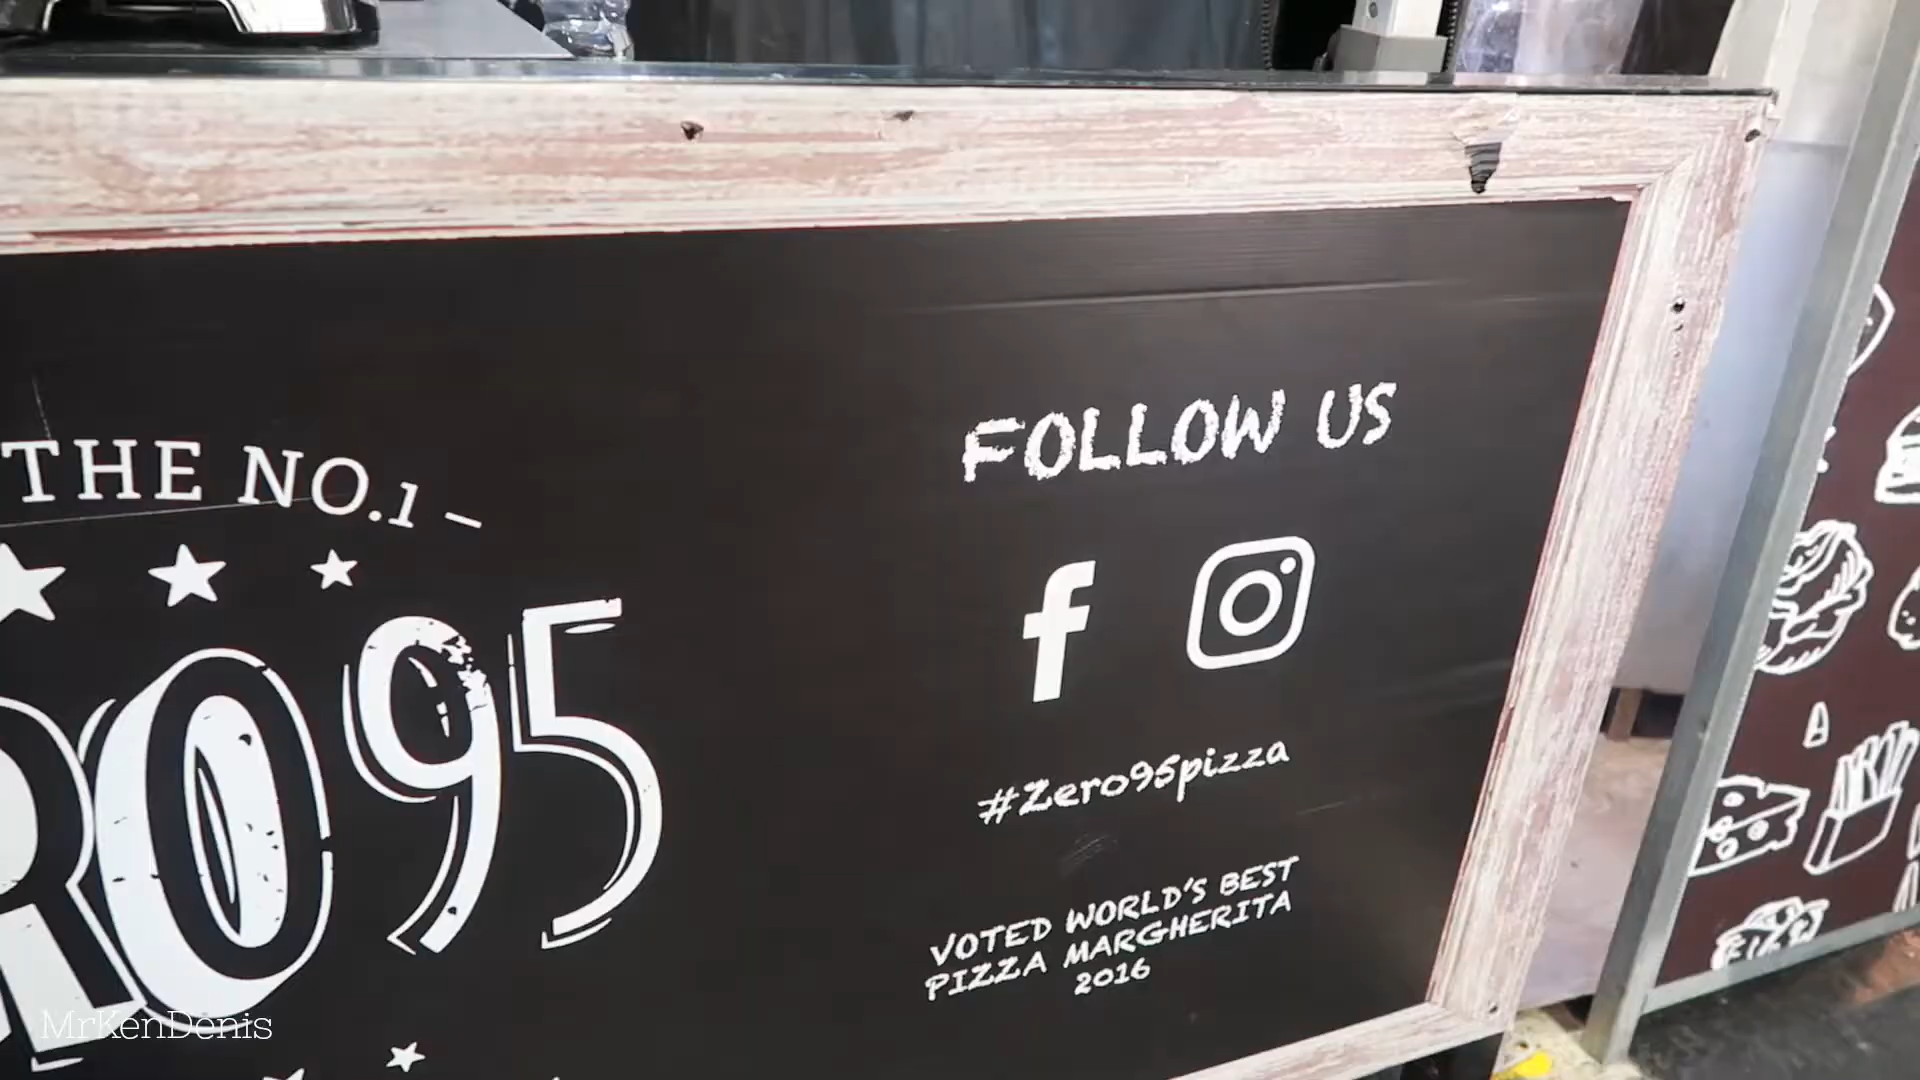 THE NO.1 –
RO95
FOLLOW US
#Zero95pizza
VOTED WORLD'S BEST
PIZZA MARGHERITA
2016
MrKenDenis